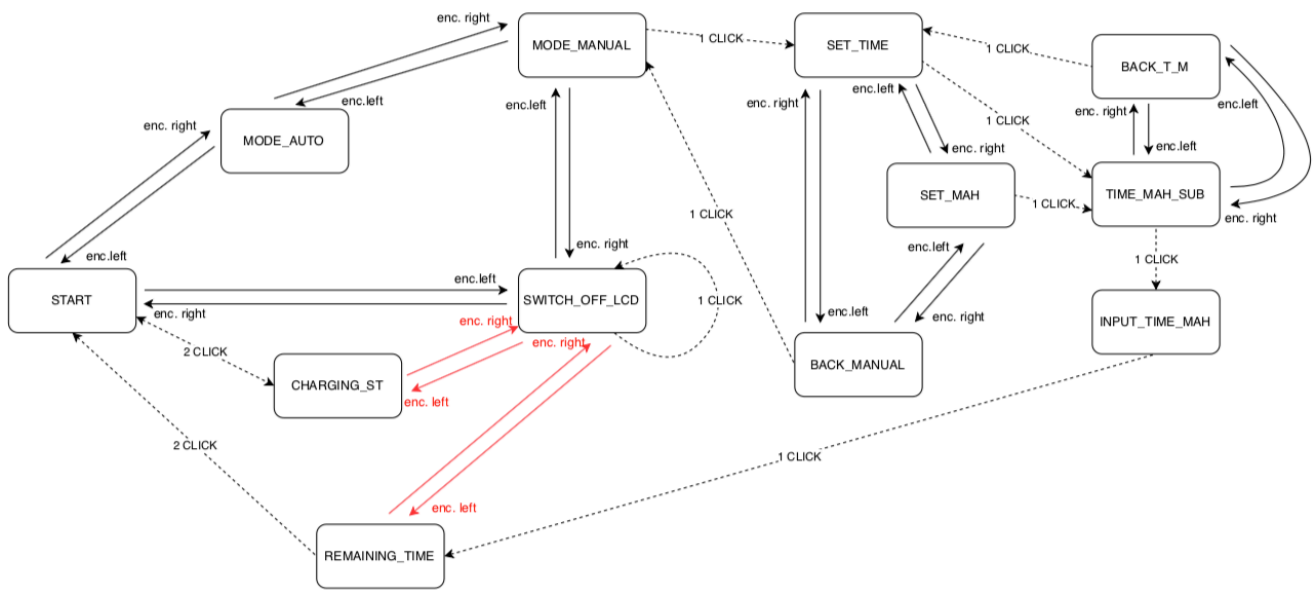 enc. right
MODE_MANUAL
1 CLICK
SET_TIME
1 CLICK
BACK_T_M
enc.left
enc.left
enc.left
enc. right
enc.left
enc. right
MODE_AUTO
enc. right
1 CLICK
enc. right
enc.left
SET_MAH
1 CLICK
TIME_MAH_SUB
enc. right
1 CLICK
enc.left
enc. right
enc.left
1 CLICK
START
enc.left
SWITCH_OFF_LCD
1 CLICK
enc. right
enc. right
enc.left
enc. right
INPUT_TIME_MAH
2 CLICK
enc. right
BACK_MANUAL
CHARGING_ST
enc. left
2 CLICK
1 CLICK
enc. left
REMAINING_TIME